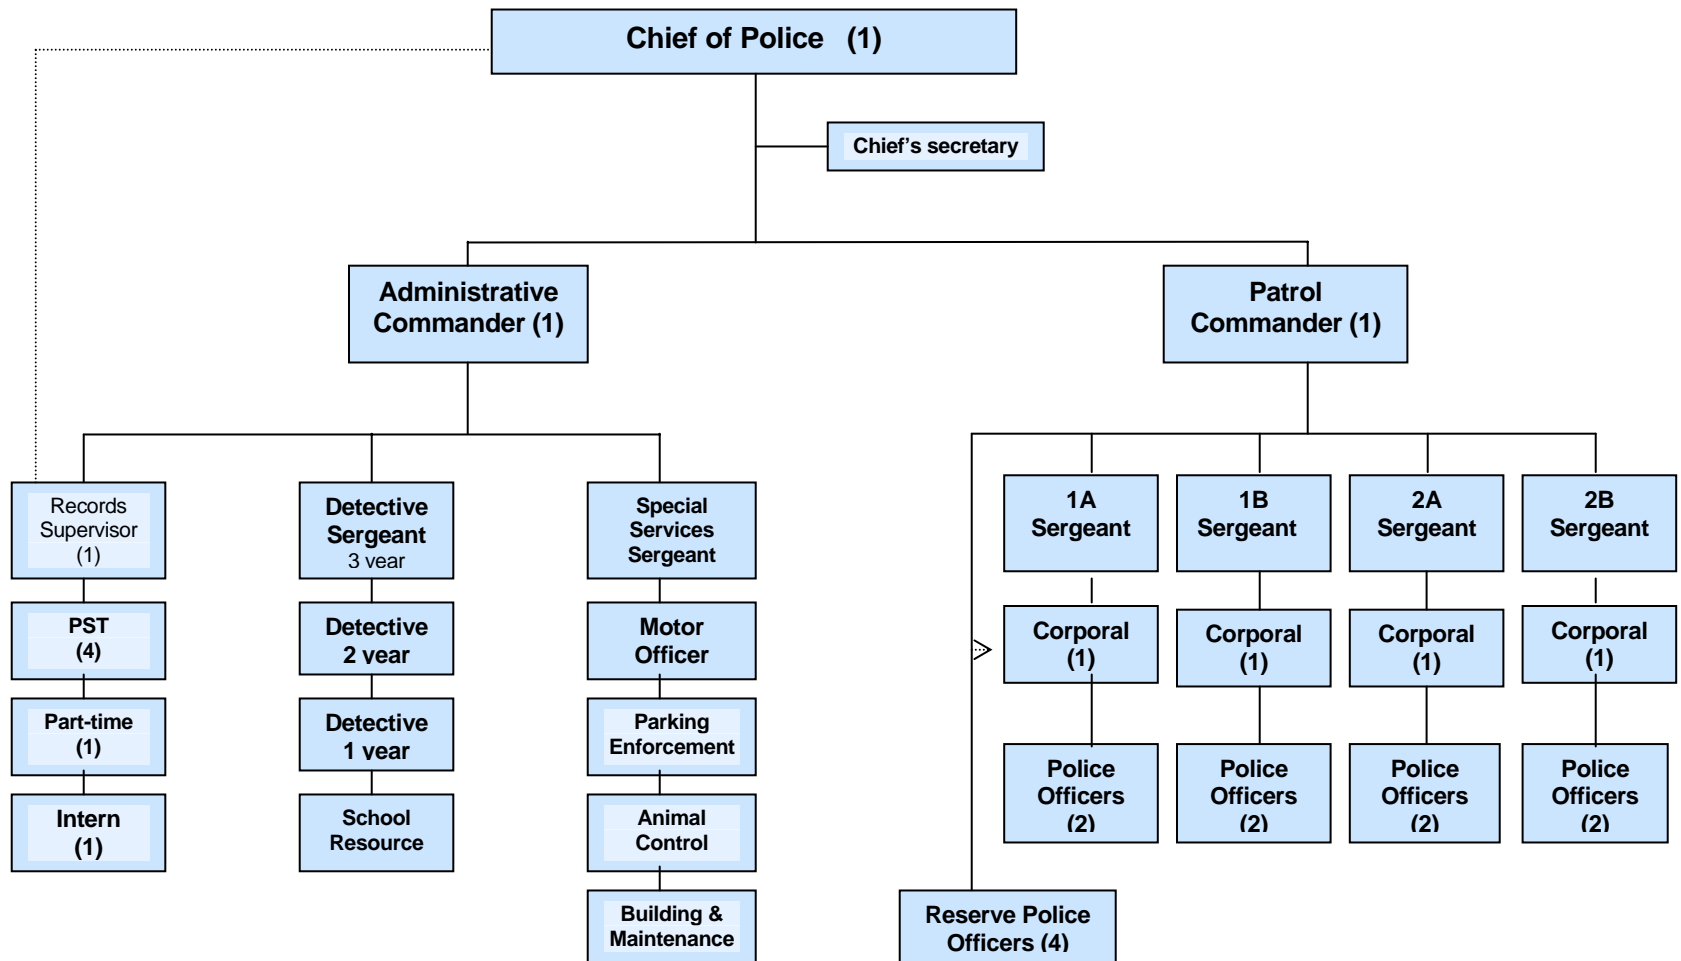 Chief of Police (1)
Chief’s secretary
Administrative
Commander (1)
Patrol
Commander (1)
Records
Supervisor
(1)
PST
(4)
Part-time
(1)
Intern
(1)
Detective
Sergeant
3 year
Detective
2 year
Detective
1 year
School
Resource
Special
Services
Sergeant
Motor
Officer
Parking
Enforcement
Animal
Control
Building &
Maintenance
1A
Sergeant
Corporal
(1)
Police
Officers
(2)
1B
Sergeant
Corporal
(1)
Police
Officers
(2)
2A
Sergeant
Corporal
(1)
Police
Officers
(2)
2B
Sergeant
Corporal
(1)
Police
Officers
(2)
Reserve Police
Officers (4)